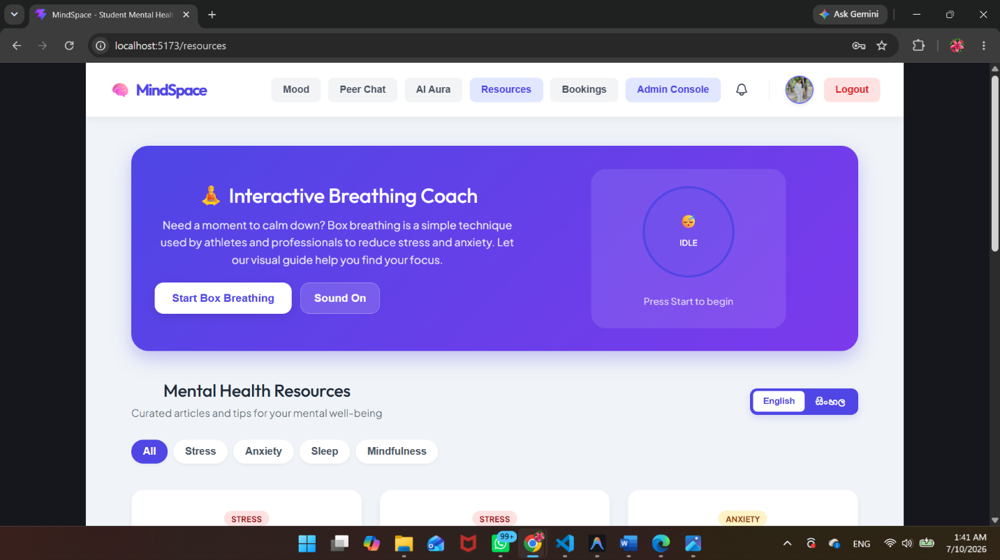 MindSpace - Student Mental Heal
Ask Gemini
localhost:5173/resources
MindSpace
Mood
Peer Chat
AI Aura
Resources
Bookings
Admin Console
Logout
Interactive Breathing Coach
Need a moment to calm down? Box breathing is a simple technique
used by athletes and professionals to reduce stress and anxiety. Let
our visual guide help you find your focus.
Start Box Breathing
Sound On
IDLE
Press Start to begin
Mental Health Resources
Curated articles and tips for your mental well-being
English
සිංහල
All
Stress
Anxiety
Sleep
Mindfulness
STRESS
STRESS
ANXIETY
99+
ENG
1:41 AM
7/10/2026